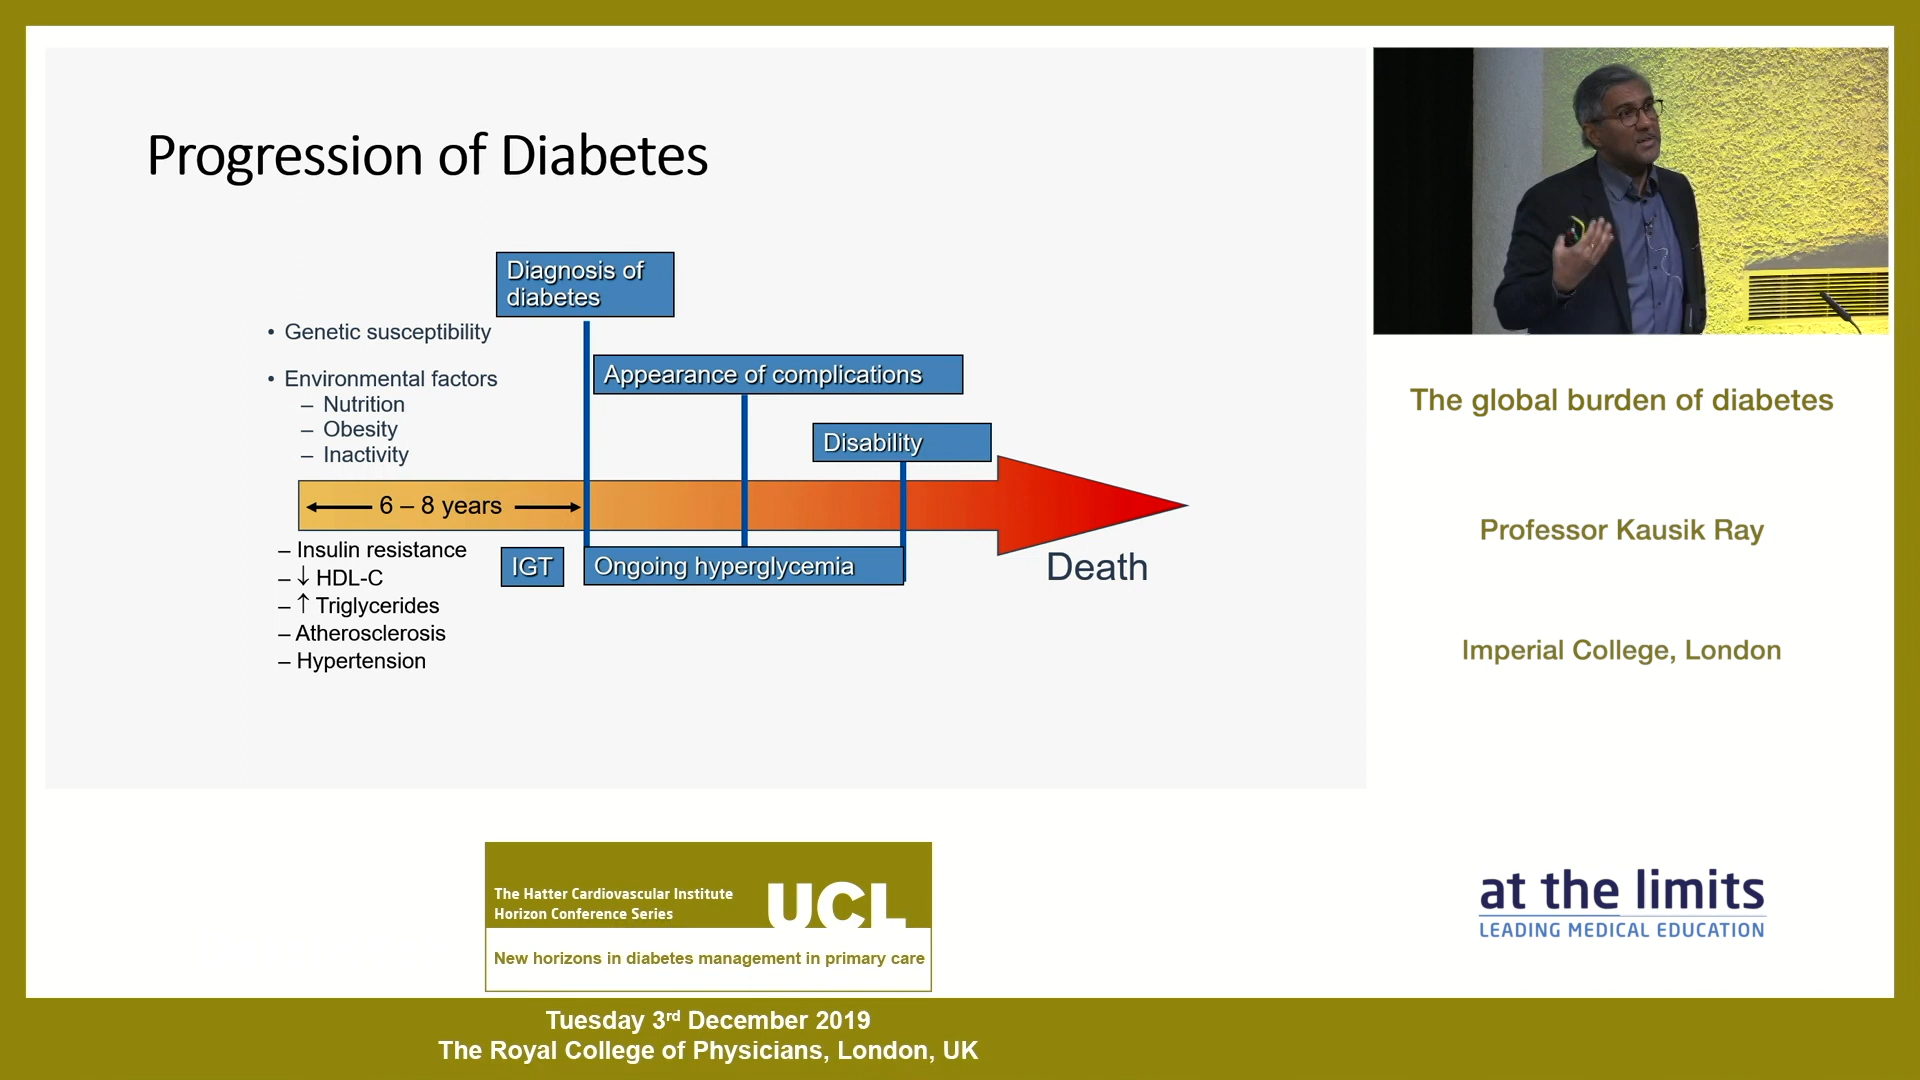 Progression of Diabetes
Diagnosis of
diabetes
• Genetic susceptibility
• Environmental factors
– Nutrition
– Obesity
– Inactivity
Appearance of complications
Disability
6 – 8 years
– Insulin resistance
– ↓ HDL-C
– ↑ Triglycerides
– Atherosclerosis
– Hypertension
IGT
Ongoing hyperglycemia
Death
The global burden of diabetes
Professor Kausik Ray
Imperial College, London
The Hatter Cardiovascular Institute
Horizon Conference Series
UCL
New horizons in diabetes management in primary care
at the limits
LEADING MEDICAL EDUCATION
Tuesday 3rd December 2019
The Royal College of Physicians, London, UK